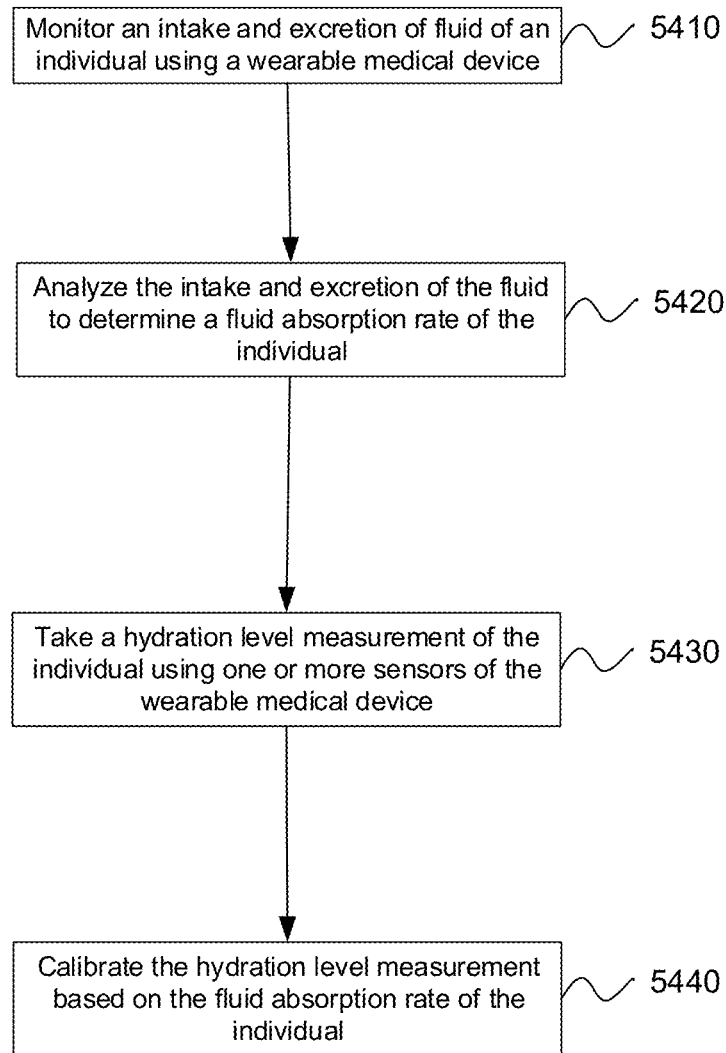 Monitor an intake and excretion of fluid of an
individual using a wearable medical device
5410
Analyze the intake and excretion of the fluid
to determine a fluid absorption rate of the
individual
5420
Take a hydration level measurement of the
individual using one or more sensors of the
wearable medical device
5430
Calibrate the hydration level measurement
based on the fluid absorption rate of the
individual
5440